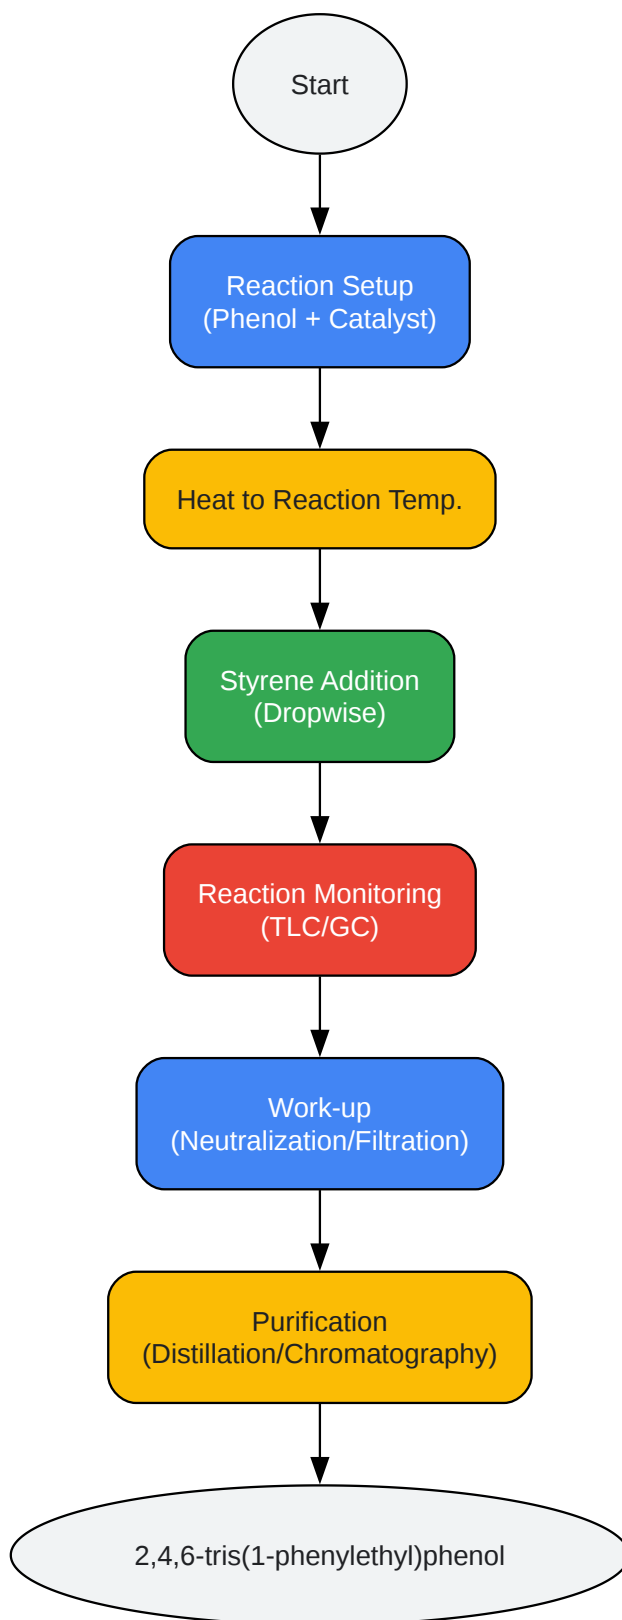 Start
Reaction Setup
(Phenol + Catalyst)
Heat to Reaction Temp.
Styrene Addition
(Dropwise)
Reaction Monitoring
(TLC/GC)
Work-up
(Neutralization/Filtration)
Purification
(Distillation/Chromatography)
2,4,6-tris(1-phenylethyl)phenol